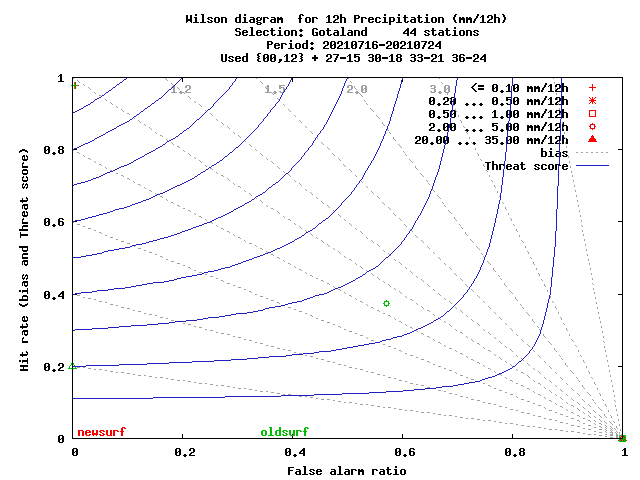 Wilson diagram for 12h Precipitation (mm/12h)
Selection: Gotaland 44 stations
Period: 20210716-20210724
Used {00,12} + 27-15 30-18 33-21 36-24
1 1.2 1.5 2.0 3.0 <= 0.10 mm/12h
0.20 ... 0.50 mm/12h
0.50 ... 1.00 mm/12h
2.00 ... 5.00 mm/12h
20.00 ... 35.00 mm/12h
bias
Threat score
0.8
0.6
0.4
0.2
0
Hit rate (bias and Threat score)
newsurf oldsurf
0 0.2 0.4 0.6 0.8 1
False alarm ratio